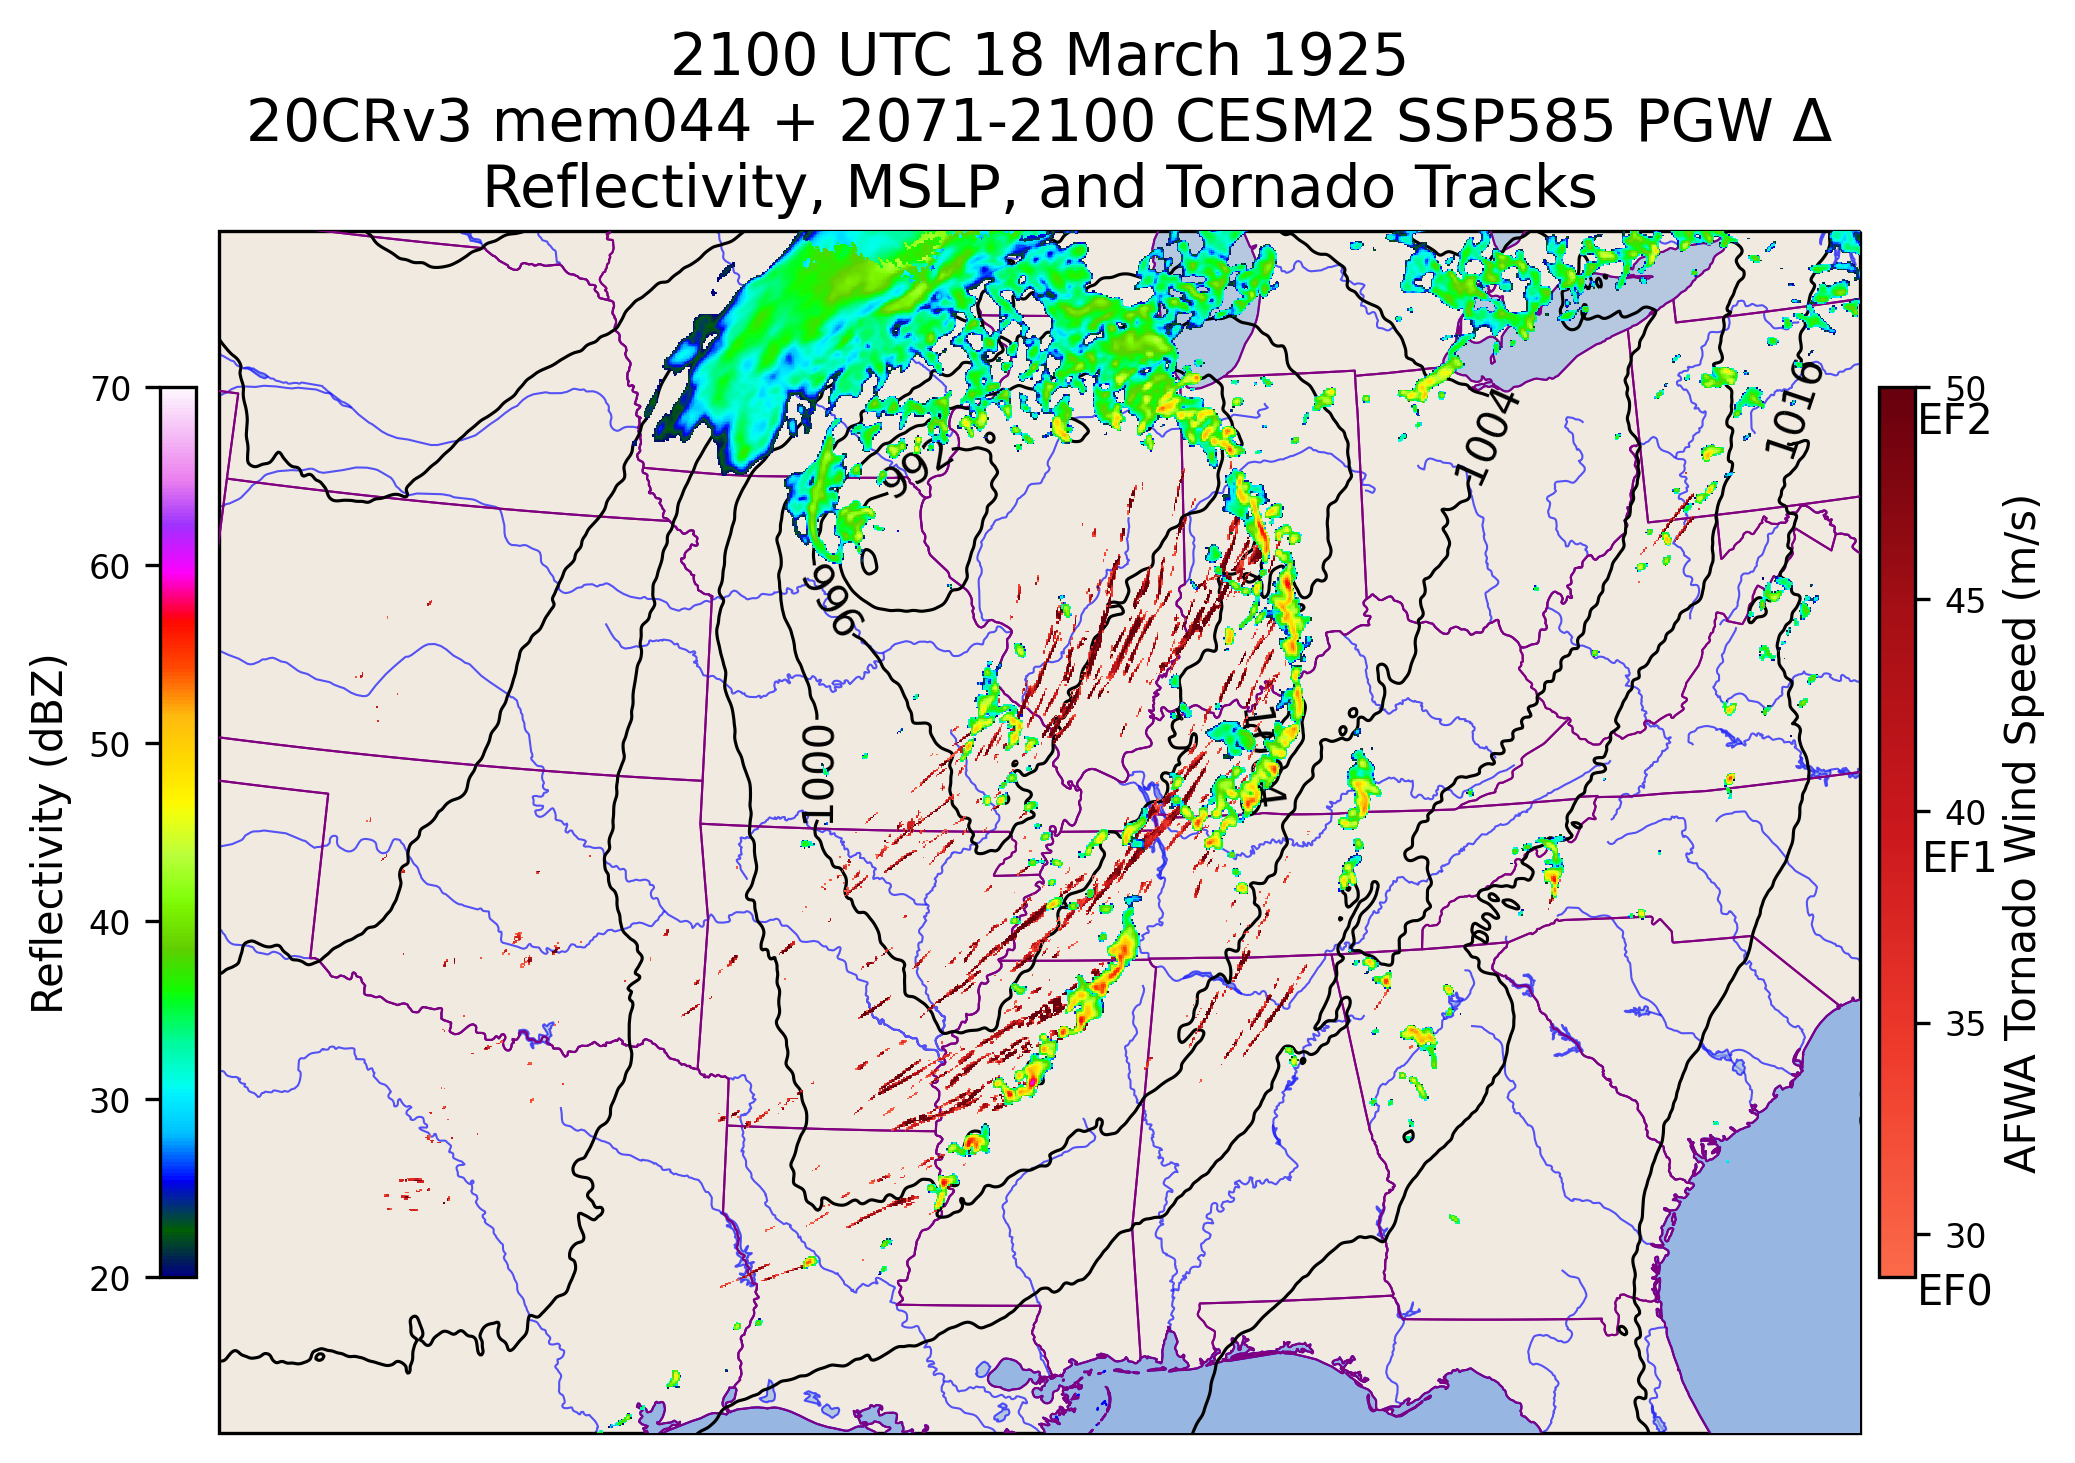 2100 UTC 18 March 1925
20CRv3 mem044 + 2071-2100 CESM2 SSP585 PGW Δ
Reflectivity, MSLP, and Tornado Tracks
Reflectivity (dBZ)
70
60
50
40
30
20
992
996
1000
1004
1004
1016
50
EF2
45
40
EF1
35
30
EF0
AFWA Tornado Wind Speed (m/s)